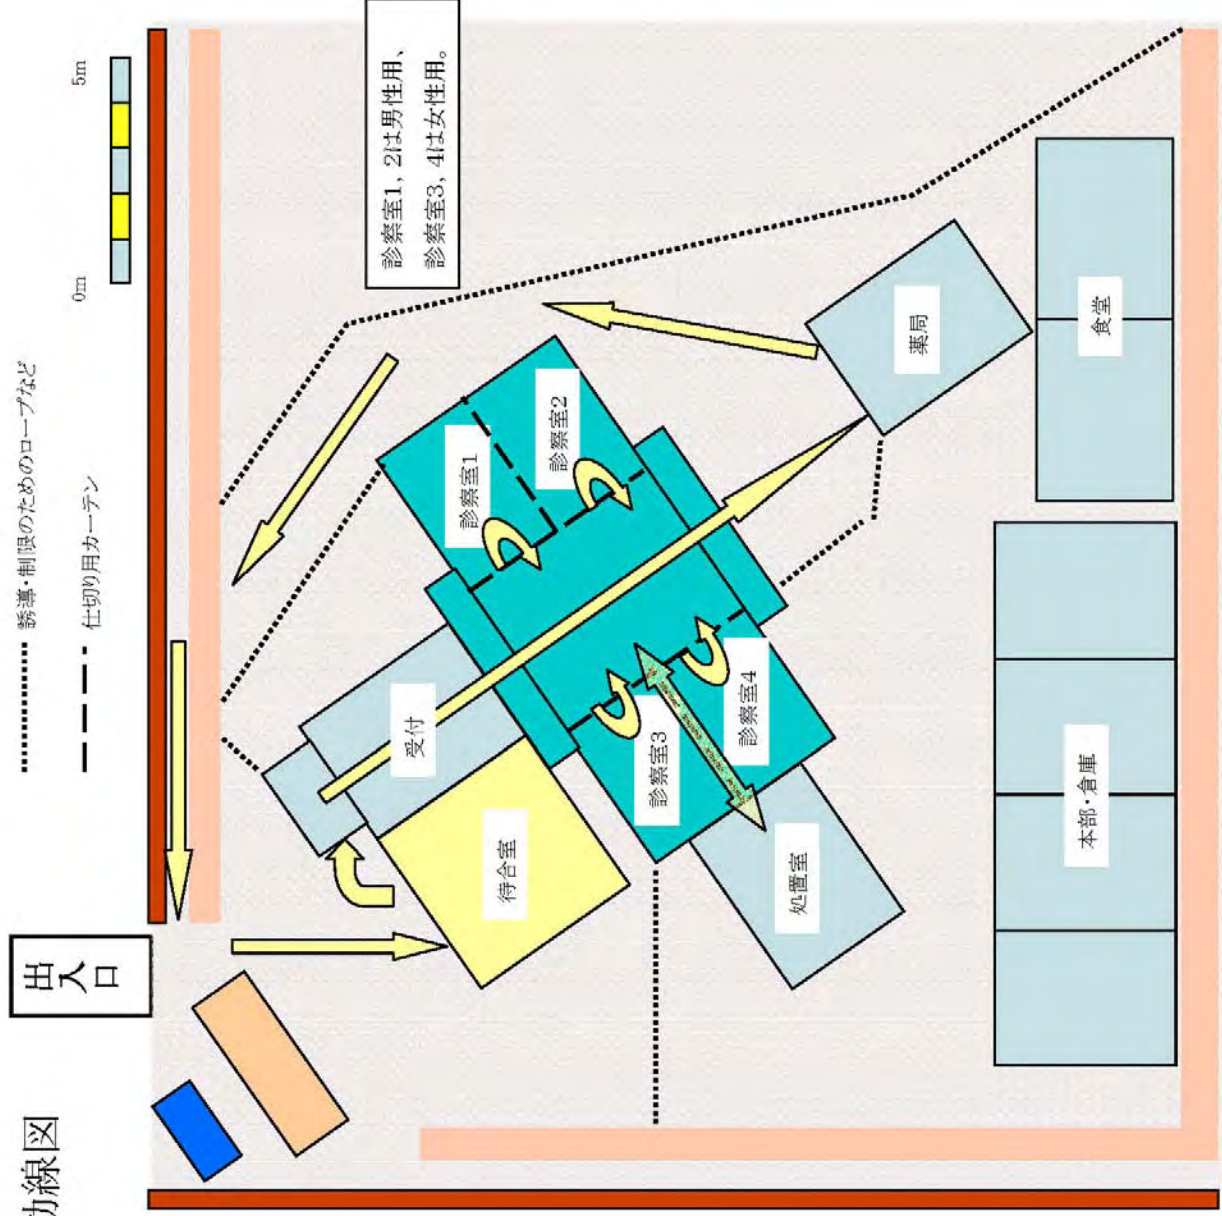 動線図
出入口
誘導・制限のためのロープなど
仕切り用カーテン
0m
5m
診察室1, 2は男性用、
診察室3, 4は女性用。
受付
待合室
診察室1
診察室2
診察室3
診察室4
処置室
薬局
本部・倉庫
食堂